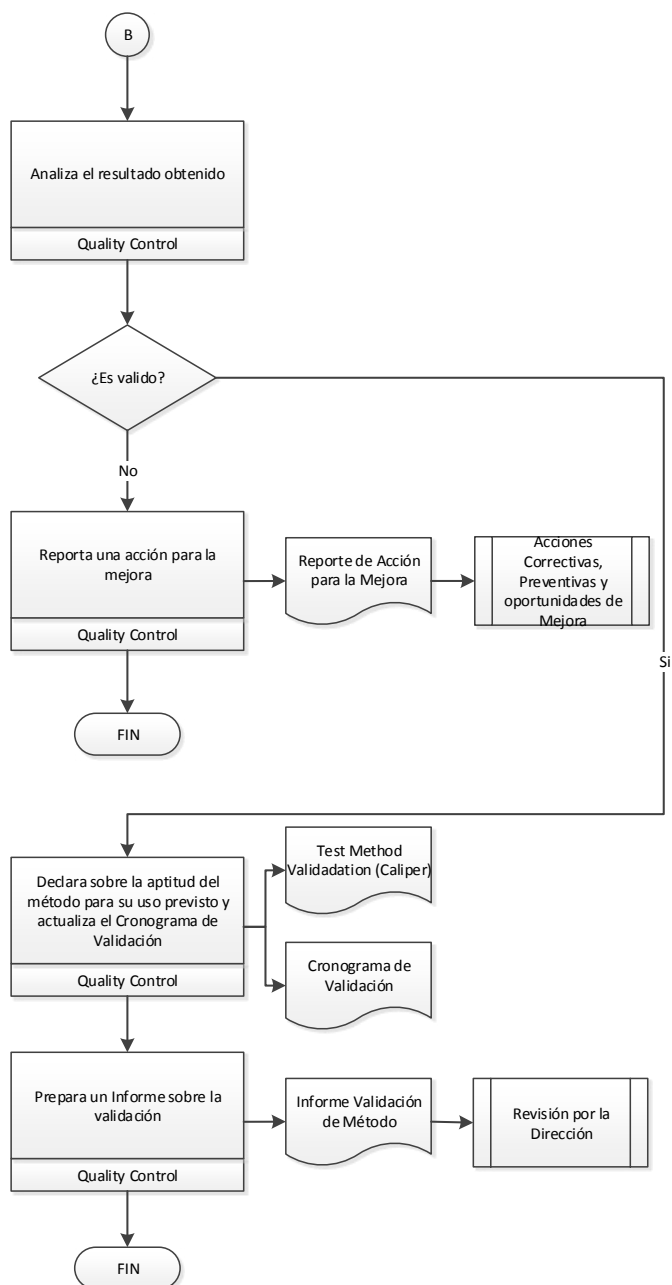 B
Analiza el resultado obtenido
Quality Control
¿Es valido?
No
Reporta una acción para la
mejora
Quality Control
Reporte de Acción
para la Mejora
Acciones
Correctivas,
Preventivas y
oportunidades de
Mejora
Si
FIN
Declara sobre la aptitud del
método para su uso previsto y
actualiza el Cronograma de
Validación
Quality Control
Test Method
Validadation (Caliper)
Cronograma de
Validación
Prepara un Informe sobre la
validación
Quality Control
Informe Validación
de Método
Revisión por la
Dirección
FIN